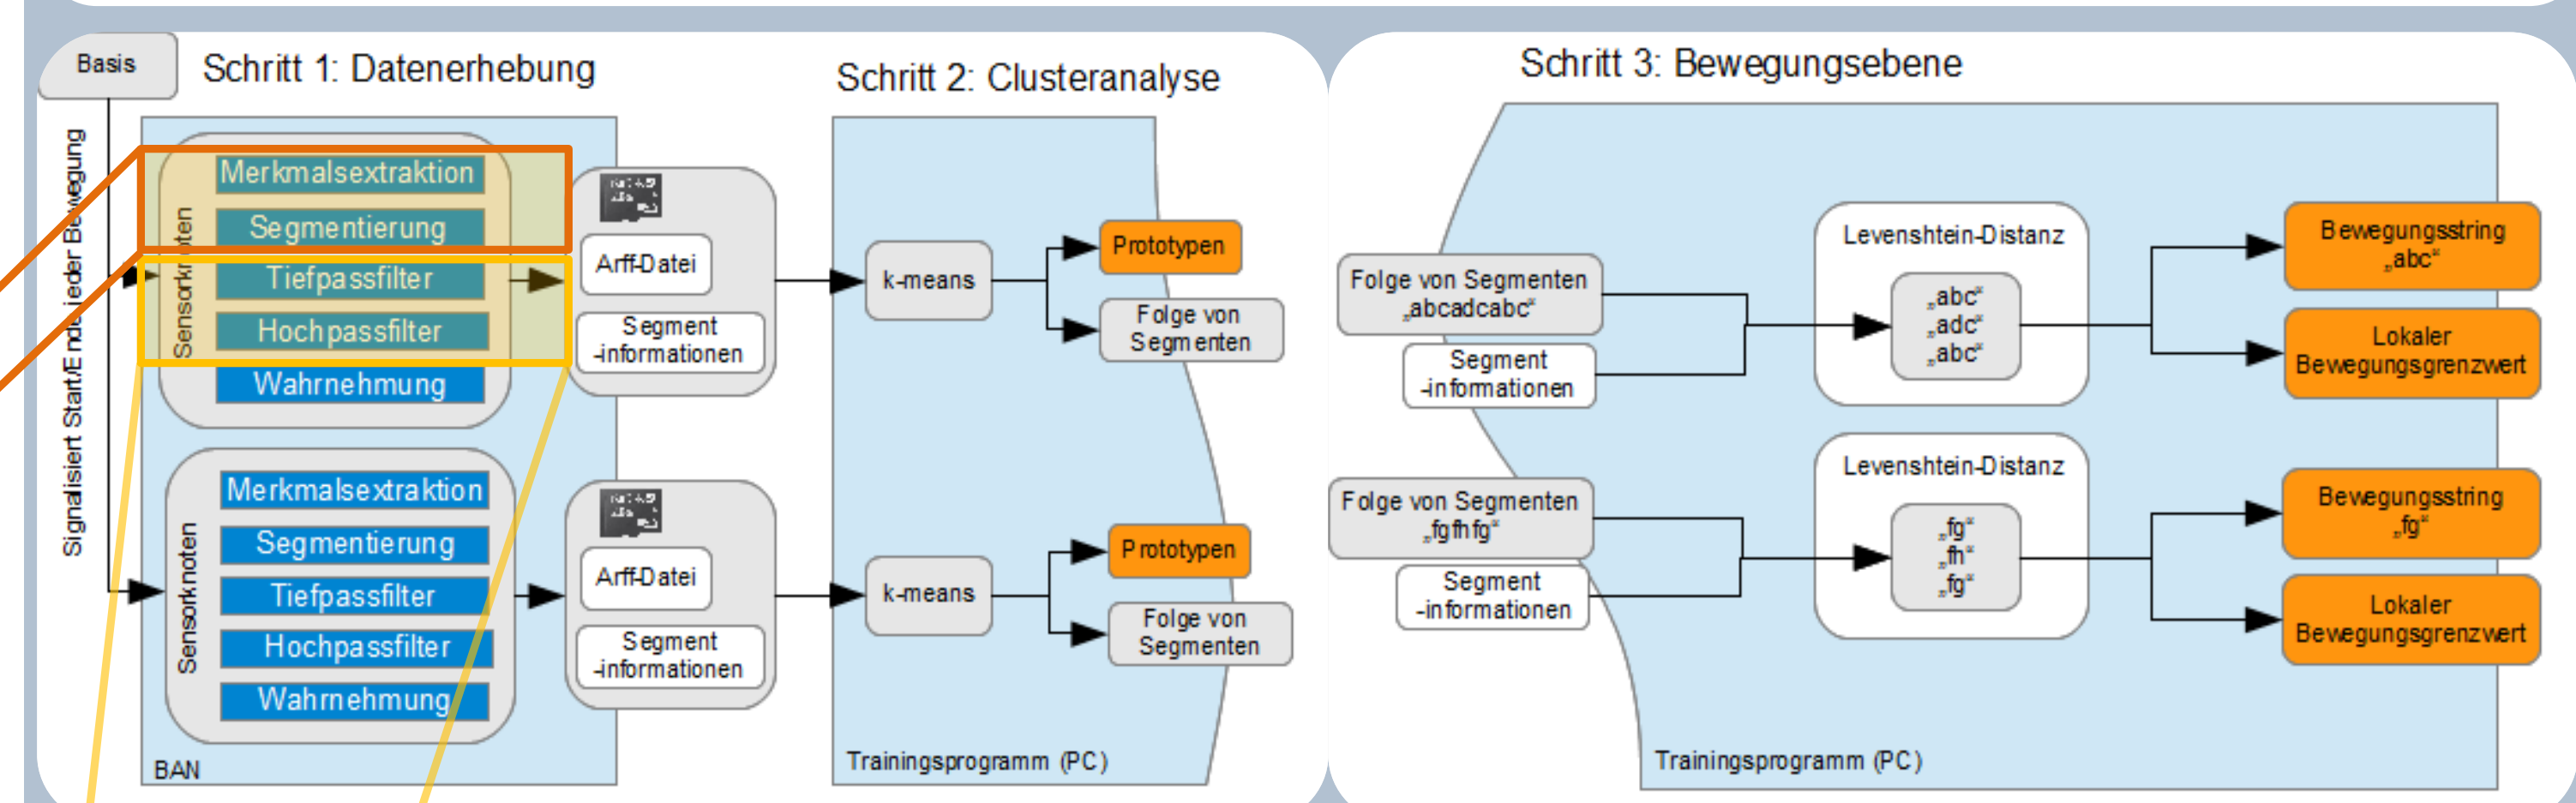 Basis
Schritt 1: Datenerhebung
Signalisiert Start/Ende jeder Bewegung
Sensorknoten
Merkmalsextraktion
Segmentierung
Tiefpassfilter
Hochpassfilter
Wahrnehmung
Arff-Datei
Segment
-informationen
Sensorknoten
Merkmalsextraktion
Segmentierung
Tiefpassfilter
Hochpassfilter
Wahrnehmung
Arff-Datei
Segment
-informationen
BAN
Schritt 2: Clusteranalyse
k-means
Prototypen
Folge von
Segmenten
k-means
Prototypen
Folge von
Segmenten
Trainingsprogramm (PC)
Schritt 3: Bewegungsebene
Folge von Segmenten
„abcadcabc“
Segment
-informationen
Levenshtein-Distanz
„abc“
„adc“
„abc“
Bewegungsstring
„abc“
Lokaler
Bewegungsgrenzwert
Folge von Segmenten
„fgfhfg“
Segment
-informationen
Levenshtein-Distanz
„fg“
„fh“
„fg“
Bewegungsstring
„fg“
Lokaler
Bewegungsgrenzwert
Trainingsprogramm (PC)